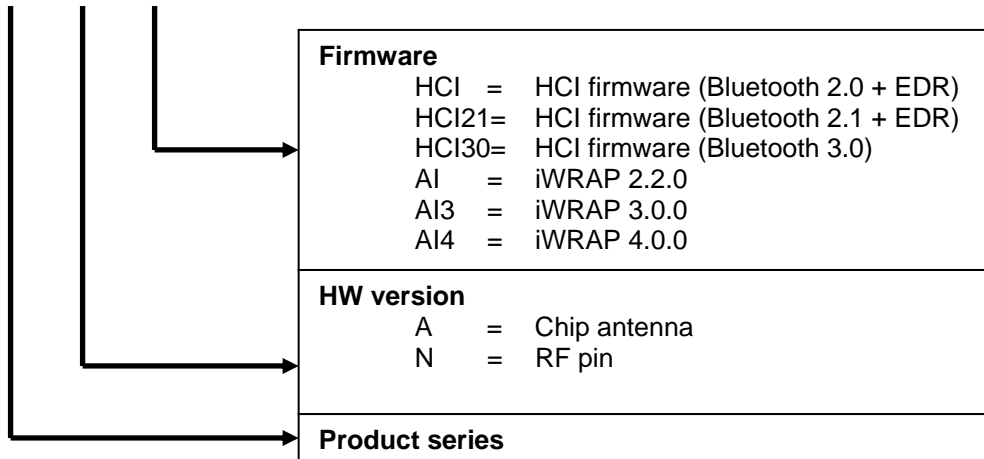 Firmware
HCI = HCI firmware (Bluetooth 2.0 + EDR)
HCI21= HCI firmware (Bluetooth 2.1 + EDR)
HCI30= HCI firmware (Bluetooth 3.0)
AI = iWRAP 2.2.0
AI3 = iWRAP 3.0.0
AI4 = iWRAP 4.0.0
HW version
A = Chip antenna
N = RF pin
Product series